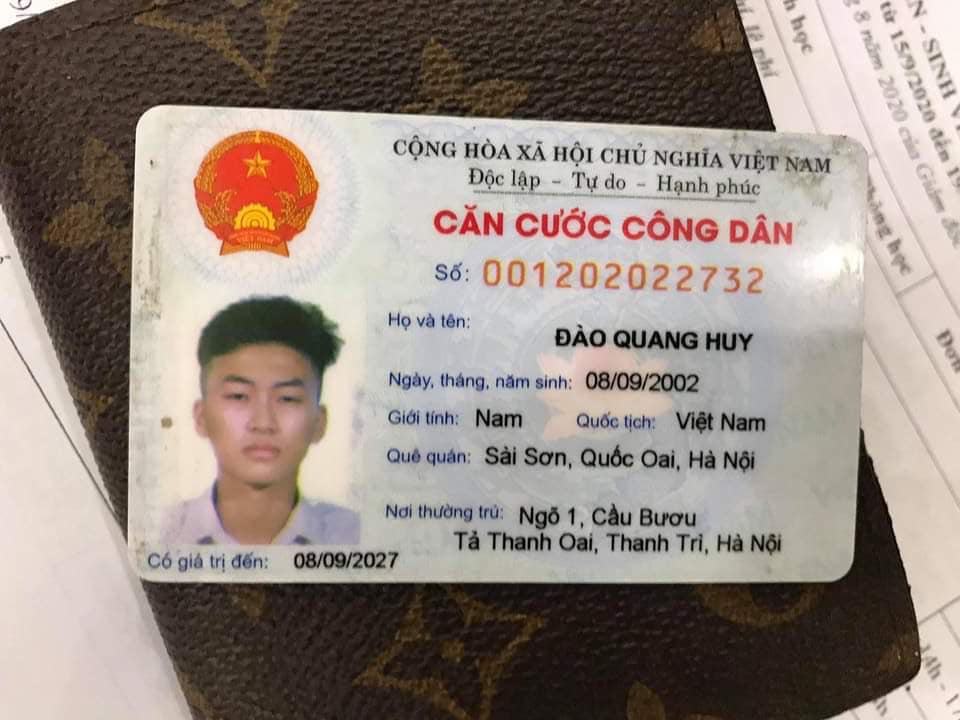 CỘNG HÒA XÃ HỘI CHỦ NGHĨA VIỆT NAM
Độc lập - Tự do - Hạnh phúc
CĂN CƯỚC CÔNG DÂN
Số: 001202022732
Họ và tên:
ĐÀO QUANG HUY
Ngày, tháng, năm sinh: 08/09/2002
Giới tính: Nam Quốc tịch: Việt Nam
Quê quán: Sài Sơn, Quốc Oai, Hà Nội
Nơi thường trú: Ngõ 1, Cầu Bươu
Tả Thanh Oai, Thanh Trì, Hà Nội
Có giá trị đến: 08/09/2027
VIỆT NAM
- SINH
từ 15/9/2020 đến
8 năm 2020 của Giám
học
phí
Phòng học
Đơn
14h -